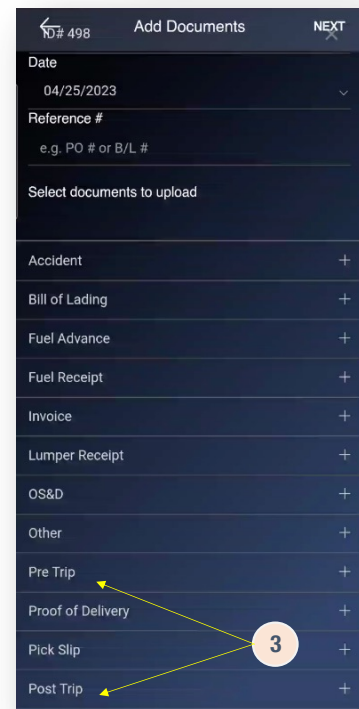 ID# 498 Add Documents NEXT
Date
04/25/2023
Reference #
e.g. PO # or B/L #
Select documents to upload
Accident +
Bill of Lading +
Fuel Advance +
Fuel Receipt +
Invoice +
Lumper Receipt +
OS&D +
Other +
Pre Trip +
Proof of Delivery +
3
Pick Slip +
Post Trip +